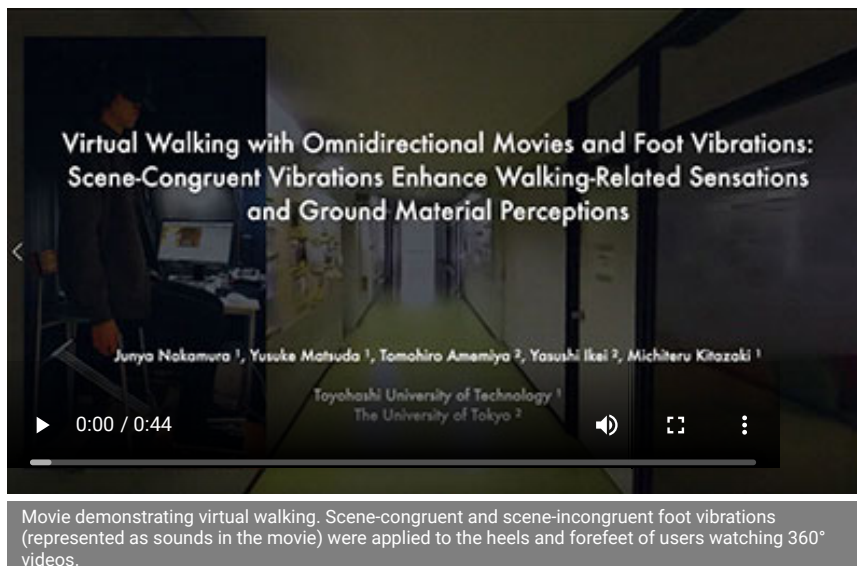 Virtual Walking with Omnidirectional Movies and Foot Vibrations:
Scene-Congruent Vibrations Enhance Walking-Related Sensations
and Ground Material Perceptions
Junya Nakamura ¹, Yusuke Matsuda ¹, Tomohiro Amemiya ², Yasushi Ikei ², Michiteru Kitazaki ¹
Toyohashi University of Technology ¹
The University of Tokyo ²
0:00 / 0:44
Movie demonstrating virtual walking. Scene-congruent and scene-incongruent foot vibrations
(represented as sounds in the movie) were applied to the heels and forefeet of users watching 360°
videos.